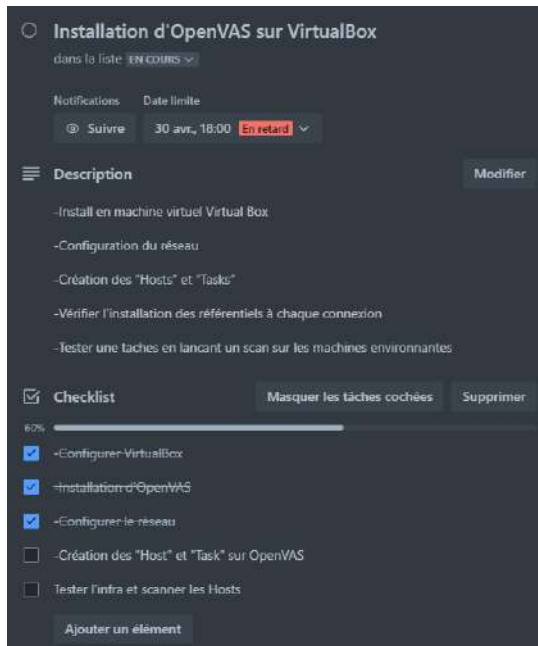 Installation d'OpenVAS sur VirtualBox
dans la liste EN COURS
Notifications Date limite
Suivre 30 avr., 18:00 En retard
Description Modifier
-Install en machine virtuel Virtual Box
-Configuration du réseau
-Création des "Hosts" et "Tasks"
-Vérifier l'installation des référentiels à chaque connexion
-Tester une taches en lancant un scan sur les machines environnantes
Checklist Masquer les tâches cochées Supprimer
60%
-Configurer VirtualBox
-Installation d'OpenVAS
-Configurer le réseau
-Création des "Host" et "Task" sur OpenVAS
Tester l'infra et scanner les Hosts
Ajouter un élément